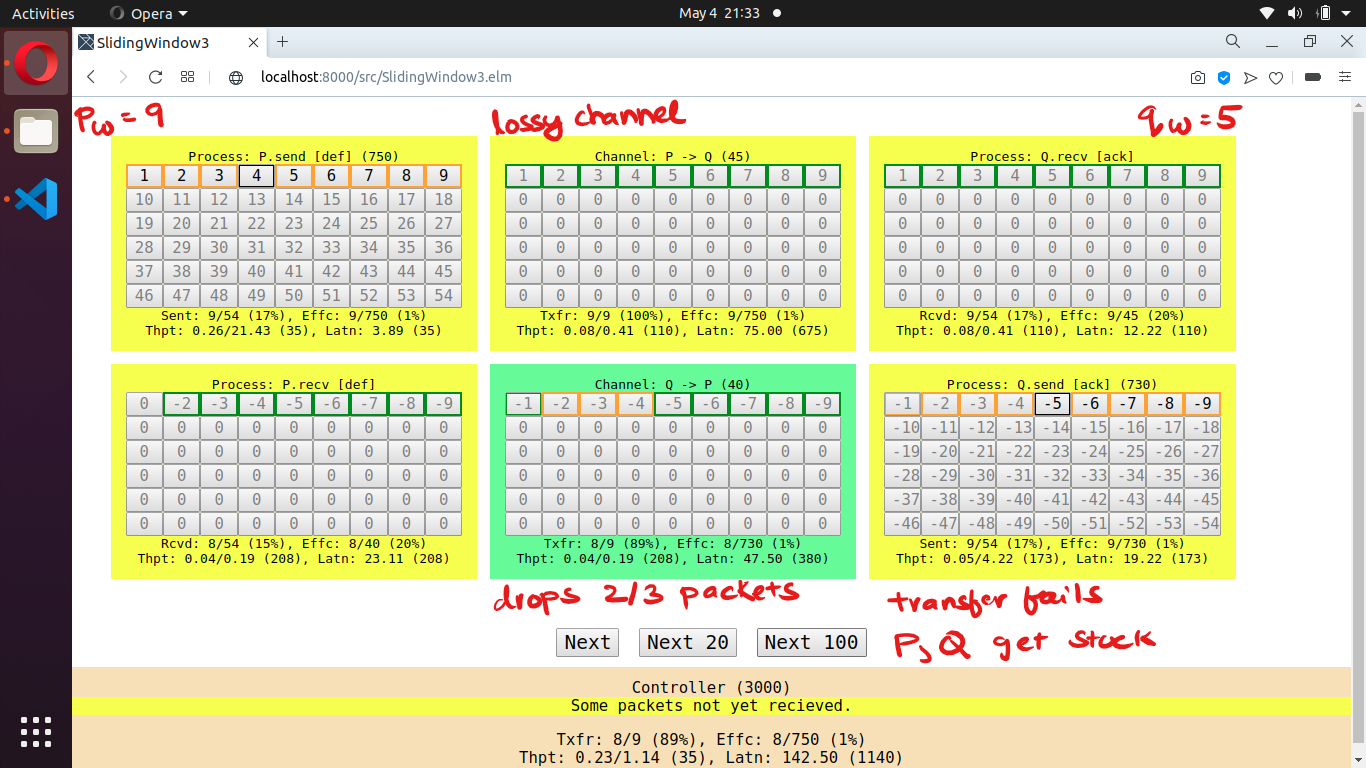 Activities Opera May 4 21:33
SlidingWindow3
localhost:8000/src/SlidingWindow3.elm
Pw = 9 lossy channel qw = 5
Process: P.send [def] (750)
1 2 3 4 5 6 7 8 9
10 11 12 13 14 15 16 17 18
19 20 21 22 23 24 25 26 27
28 29 30 31 32 33 34 35 36
37 38 39 40 41 42 43 44 45
46 47 48 49 50 51 52 53 54
Sent: 9/54 (17%), Effc: 9/750 (1%)
Thpt: 0.26/21.43 (35), Latn: 3.89 (35)
Channel: P -> Q (45)
1 2 3 4 5 6 7 8 9
0 0 0 0 0 0 0 0 0
0 0 0 0 0 0 0 0 0
0 0 0 0 0 0 0 0 0
0 0 0 0 0 0 0 0 0
0 0 0 0 0 0 0 0 0
Txfr: 9/9 (100%), Effc: 9/750 (1%)
Thpt: 0.08/0.41 (110), Latn: 75.00 (675)
Process: Q.recv [ack]
1 2 3 4 5 6 7 8 9
0 0 0 0 0 0 0 0 0
0 0 0 0 0 0 0 0 0
0 0 0 0 0 0 0 0 0
0 0 0 0 0 0 0 0 0
0 0 0 0 0 0 0 0 0
Rcvd: 9/54 (17%), Effc: 9/45 (20%)
Thpt: 0.08/0.41 (110), Latn: 12.22 (110)
Process: P.recv [def]
0 -2 -3 -4 -5 -6 -7 -8 -9
0 0 0 0 0 0 0 0 0
0 0 0 0 0 0 0 0 0
0 0 0 0 0 0 0 0 0
0 0 0 0 0 0 0 0 0
0 0 0 0 0 0 0 0 0
Rcvd: 8/54 (15%), Effc: 8/40 (20%)
Thpt: 0.04/0.19 (208), Latn: 23.11 (208)
Channel: Q -> P (40)
-1 -2 -3 -4 -5 -6 -7 -8 -9
0 0 0 0 0 0 0 0 0
0 0 0 0 0 0 0 0 0
0 0 0 0 0 0 0 0 0
0 0 0 0 0 0 0 0 0
0 0 0 0 0 0 0 0 0
Txfr: 8/9 (89%), Effc: 8/730 (1%)
Thpt: 0.04/0.19 (208), Latn: 47.50 (380)
Process: Q.send [ack] (730)
-1 -2 -3 -4 -5 -6 -7 -8 -9
-10 -11 -12 -13 -14 -15 -16 -17 -18
-19 -20 -21 -22 -23 -24 -25 -26 -27
-28 -29 -30 -31 -32 -33 -34 -35 -36
-37 -38 -39 -40 -41 -42 -43 -44 -45
-46 -47 -48 -49 -50 -51 -52 -53 -54
Sent: 9/54 (17%), Effc: 9/730 (1%)
Thpt: 0.05/4.22 (173), Latn: 19.22 (173)
drops 2/3 packets transfer fails
Next Next 20 Next 100 P, Q get stuck
Controller (3000)
Some packets not yet recieved.
Txfr: 8/9 (89%), Effc: 8/750 (1%)
Thpt: 0.23/1.14 (35), Latn: 142.50 (1140)